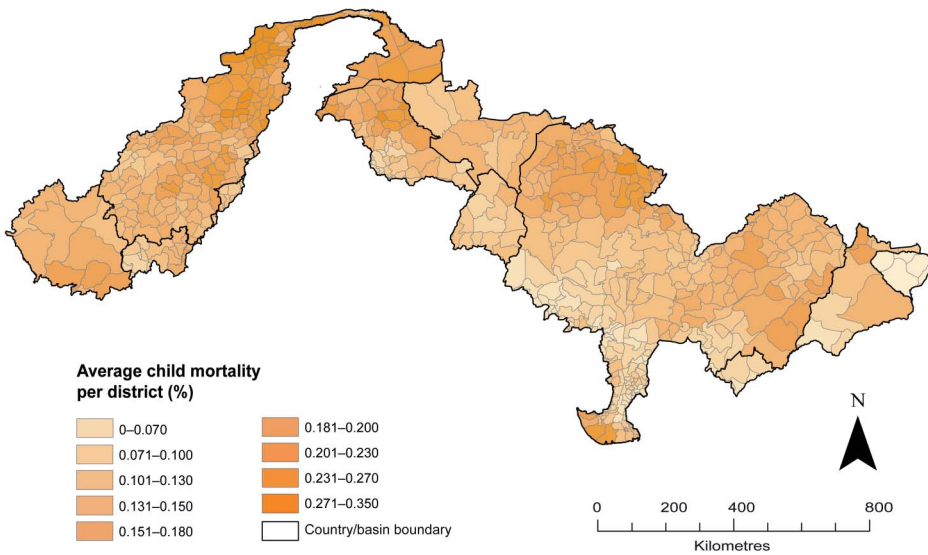 Average child mortality
per district (%)
0–0.070
0.071–0.100
0.101–0.130
0.131–0.150
0.151–0.180
0.181–0.200
0.201–0.230
0.231–0.270
0.271–0.350
Country/basin boundary
N
0 200 400 600 800
Kilometres